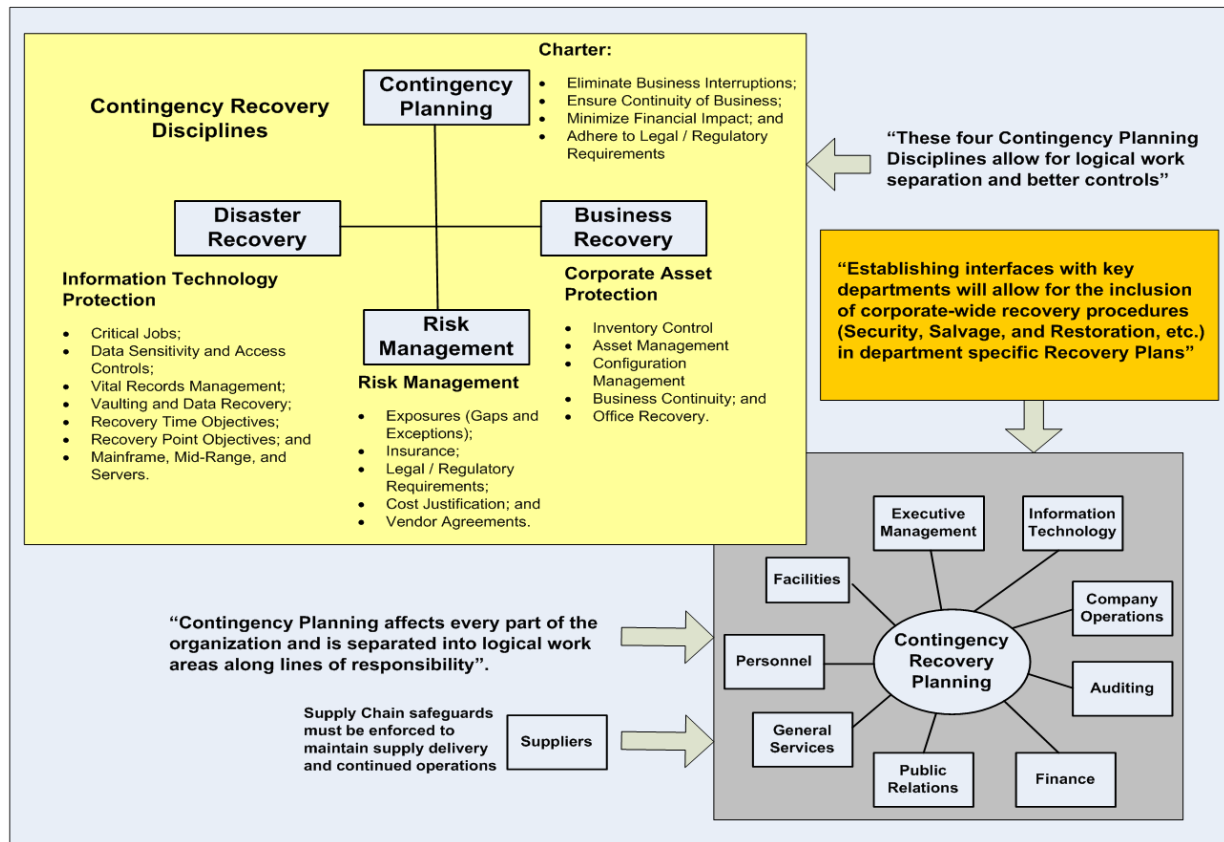 Contingency Recovery
Disciplines
Contingency
Planning
Charter:
• Eliminate Business Interruptions;
• Ensure Continuity of Business;
• Minimize Financial Impact; and
• Adhere to Legal / Regulatory
Requirements
Disaster
Recovery
Business
Recovery
Information Technology
Protection
• Critical Jobs;
• Data Sensitivity and Access
Controls;
• Vital Records Management;
• Vaulting and Data Recovery;
• Recovery Time Objectives;
• Recovery Point Objectives; and
• Mainframe, Mid-Range, and
Servers.
Risk
Management
Risk Management
• Exposures (Gaps and
Exceptions);
• Insurance;
• Legal / Regulatory
Requirements;
• Cost Justification; and
• Vendor Agreements.
Corporate Asset
Protection
• Inventory Control
• Asset Management
• Configuration
Management
• Business Continuity; and
• Office Recovery.
“These four Contingency Planning
Disciplines allow for logical work
separation and better controls”
“Establishing interfaces with key
departments will allow for the inclusion
of corporate-wide recovery procedures
(Security, Salvage, and Restoration, etc.)
in department specific Recovery Plans”
“Contingency Planning affects every part of the
organization and is separated into logical work
areas along lines of responsibility”.
Supply Chain safeguards
must be enforced to
maintain supply delivery
and continued operations
Suppliers
Executive
Management
Information
Technology
Facilities
Company
Operations
Personnel
Contingency
Recovery
Planning
Auditing
General
Services
Public
Relations
Finance